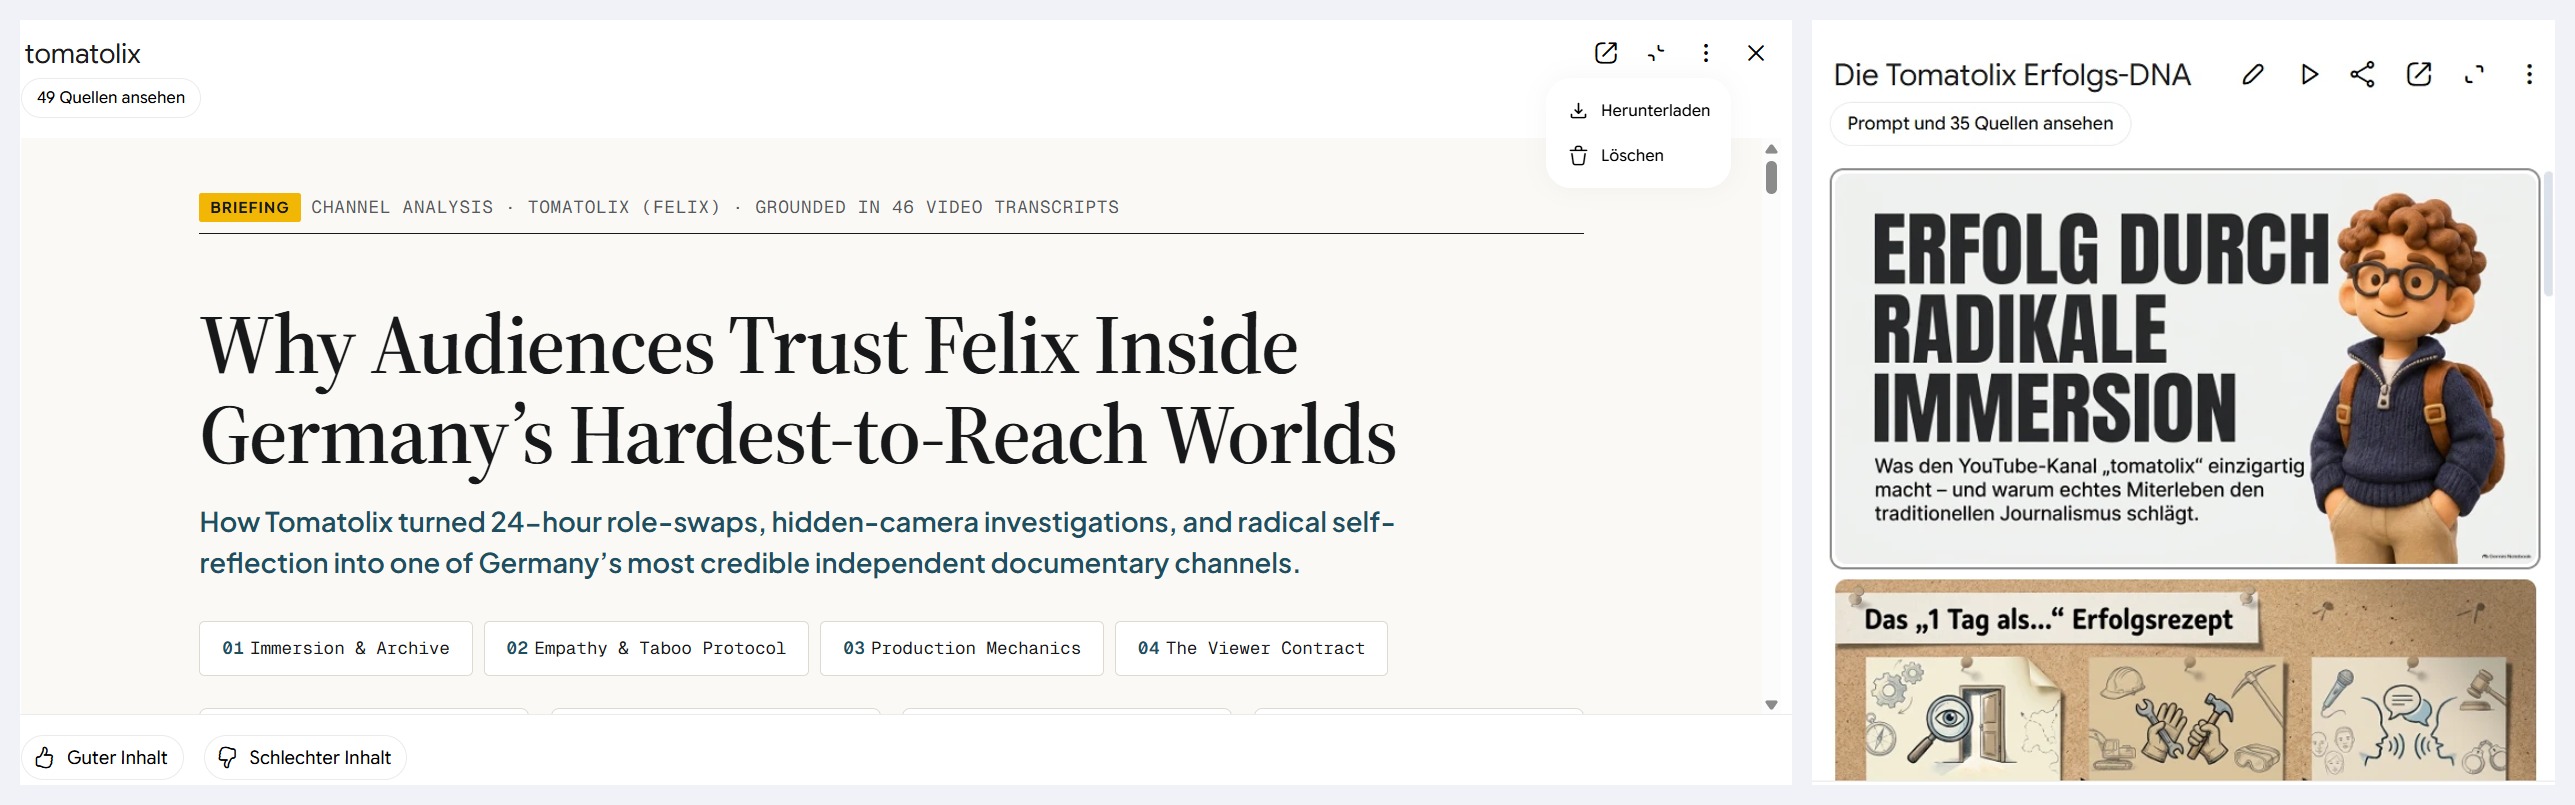 tomatolix
49 Quellen ansehen
Herunterladen
Löschen
BRIEFING CHANNEL ANALYSIS · TOMATOLIX (FELIX) · GROUNDED IN 46 VIDEO TRANSCRIPTS
Why Audiences Trust Felix Inside
Germany’s Hardest-to-Reach Worlds
How Tomatolix turned 24-hour role-swaps, hidden-camera investigations, and radical self-
reflection into one of Germany’s most credible independent documentary channels.
01 Immersion & Archive
02 Empathy & Taboo Protocol
03 Production Mechanics
04 The Viewer Contract
Guter Inhalt
Schlechter Inhalt
Die Tomatolix Erfolgs-DNA
Prompt und 35 Quellen ansehen
ERFOLG DURCH
RADIKALE
IMMERSION
Was den YouTube-Kanal „tomatolix“ einzigartig
macht – und warum echtes Miterleben den
traditionellen Journalismus schlägt.
Das „1 Tag als...“ Erfolgsrezept